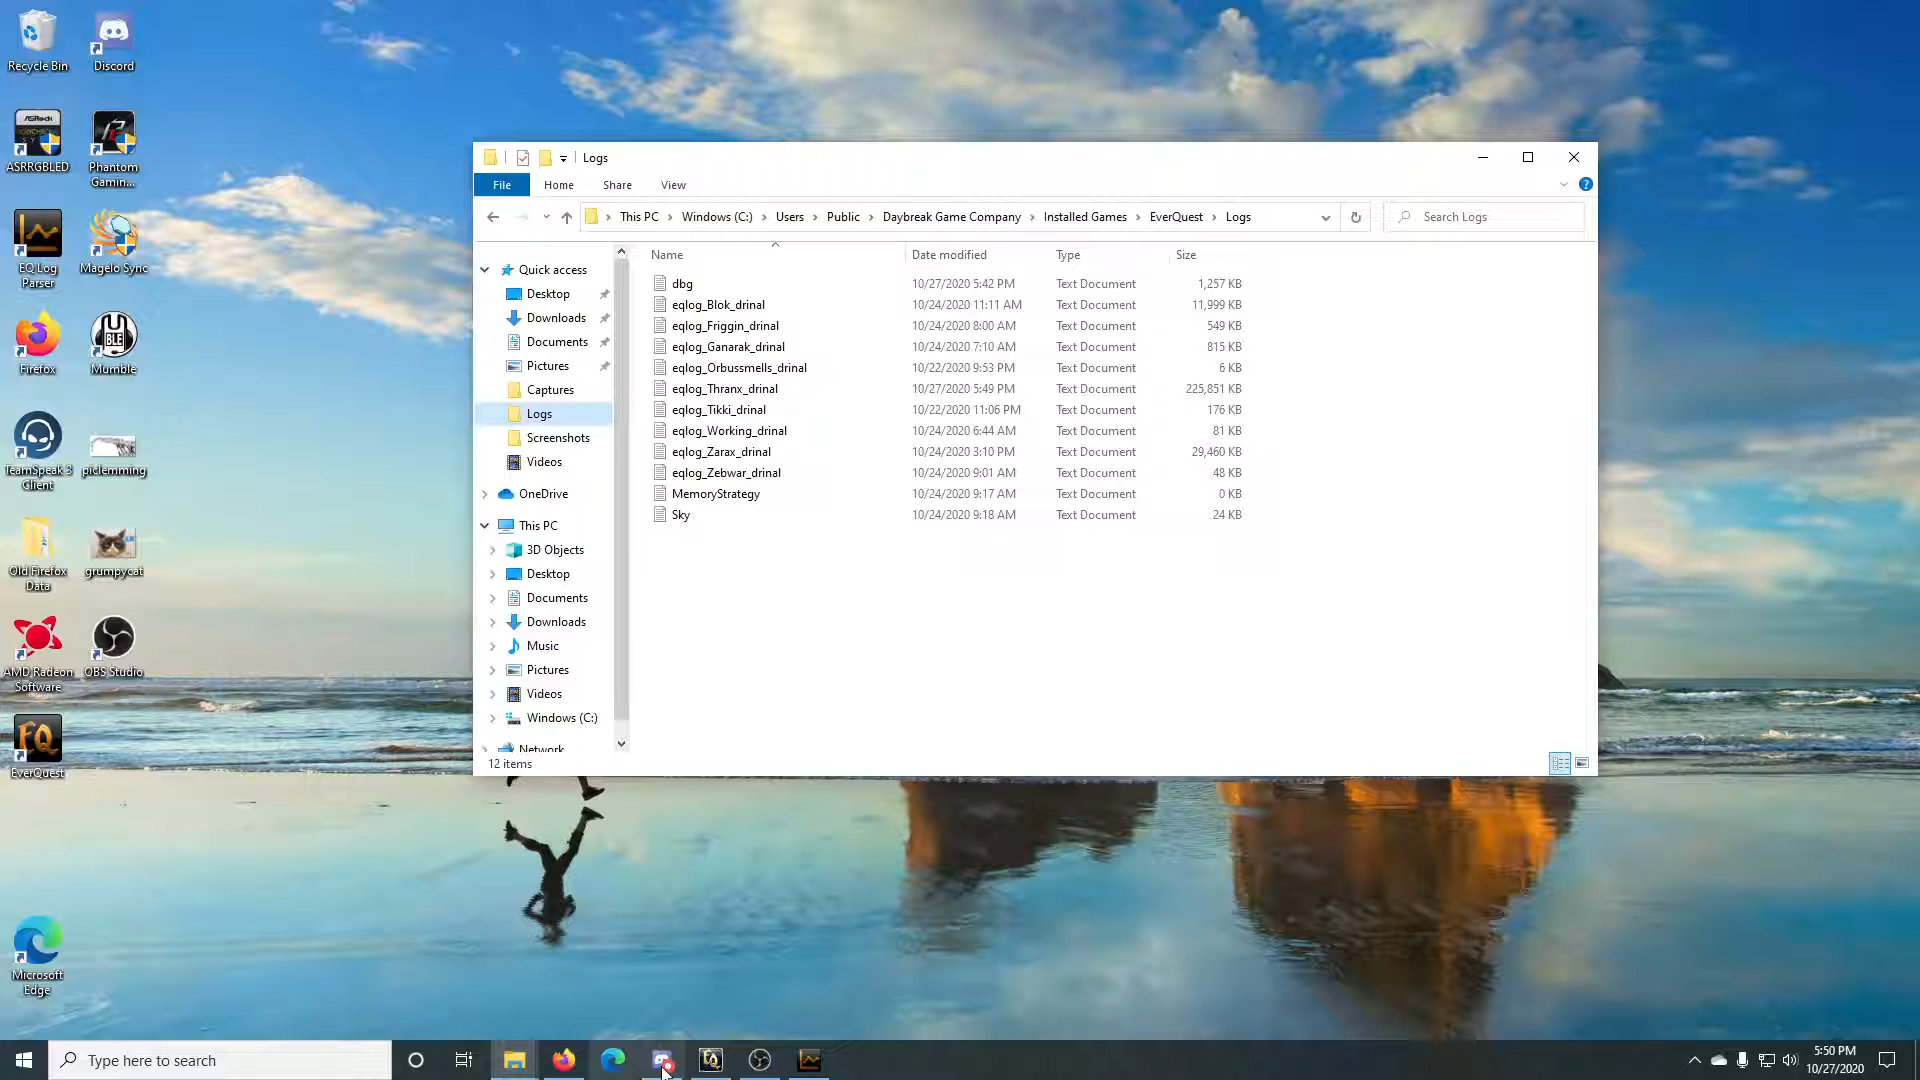 Recycle Bin
Discord
ASRock
ASRRGBLED
Phantom
Gamin...
EQ Log
Parser
Magelo Sync
Firefox
BLE
Mumble
TeamSpeak 3
Client
piclemming
Old Firefox
Data
grumpycat
AMD Radeon
Software
OBS Studio
EQ
EverQuest
Microsoft
Edge
Logs
File Home Share View
This PC Windows (C:) Users Public Daybreak Game Company Installed Games EverQuest Logs
Search Logs
Quick access
Desktop
Downloads
Documents
Pictures
Captures
Logs
Screenshots
Videos
OneDrive
This PC
3D Objects
Desktop
Documents
Downloads
Music
Pictures
Videos
Windows (C:)
Network
Name Date modified Type Size
dbg 10/27/2020 5:42 PM Text Document 1,257 KB
eqlog_Blok_drinal 10/24/2020 11:11 AM Text Document 11,999 KB
eqlog_Friggin_drinal 10/24/2020 8:00 AM Text Document 549 KB
eqlog_Ganarak_drinal 10/24/2020 7:10 AM Text Document 815 KB
eqlog_Orbussmells_drinal 10/22/2020 9:53 PM Text Document 6 KB
eqlog_Thranx_drinal 10/27/2020 5:49 PM Text Document 225,851 KB
eqlog_Tikki_drinal 10/22/2020 11:06 PM Text Document 176 KB
eqlog_Working_drinal 10/24/2020 6:44 AM Text Document 81 KB
eqlog_Zarax_drinal 10/24/2020 3:10 PM Text Document 29,460 KB
eqlog_Zebwar_drinal 10/24/2020 9:01 AM Text Document 48 KB
MemoryStrategy 10/24/2020 9:17 AM Text Document 0 KB
Sky 10/24/2020 9:18 AM Text Document 24 KB
12 items
Type here to search
5:50 PM
10/27/2020